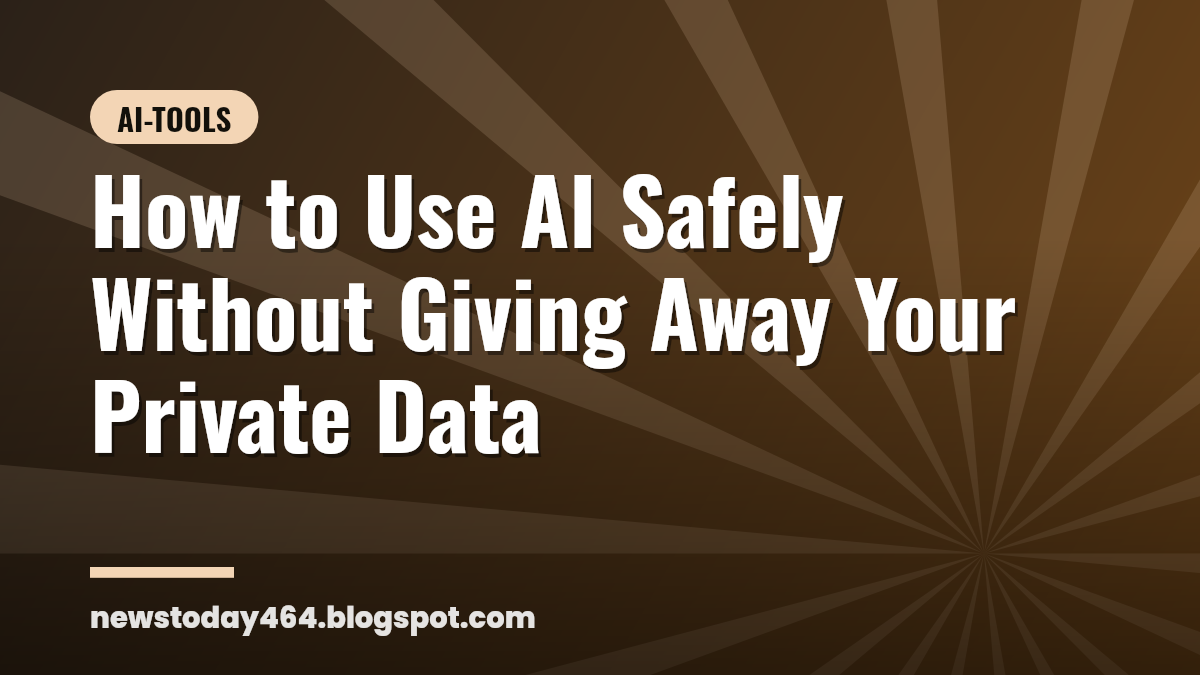 AI-TOOLS
How to Use AI Safely
Without Giving Away Your
Private Data
newstoday464.blogspot.com